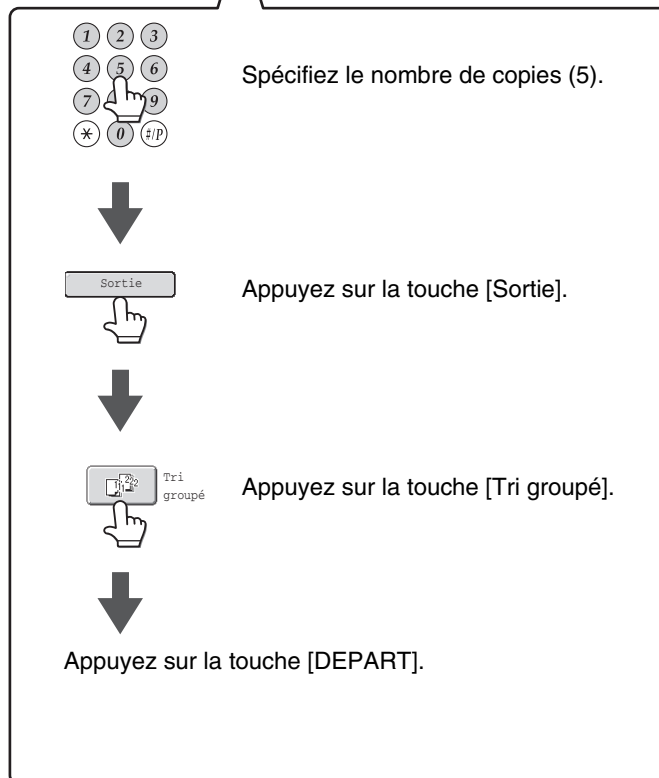 1 2 3
4 5 6
7 9
* 0 #/P
Spécifiez le nombre de copies (5).
Sortie
Appuyez sur la touche [Sortie].
Tri
groupé
Appuyez sur la touche [Tri groupé].
Appuyez sur la touche [DEPART].